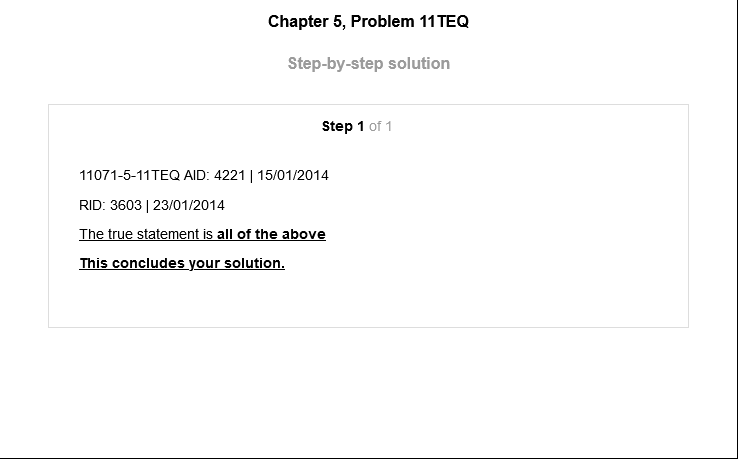 Chapter 5, Problem 11TEQ
Step-by-step solution
Step 1 of 1
11071-5-11TEQ AID: 4221 | 15/01/2014
RID: 3603 | 23/01/2014
The true statement is all of the above
This concludes your solution.